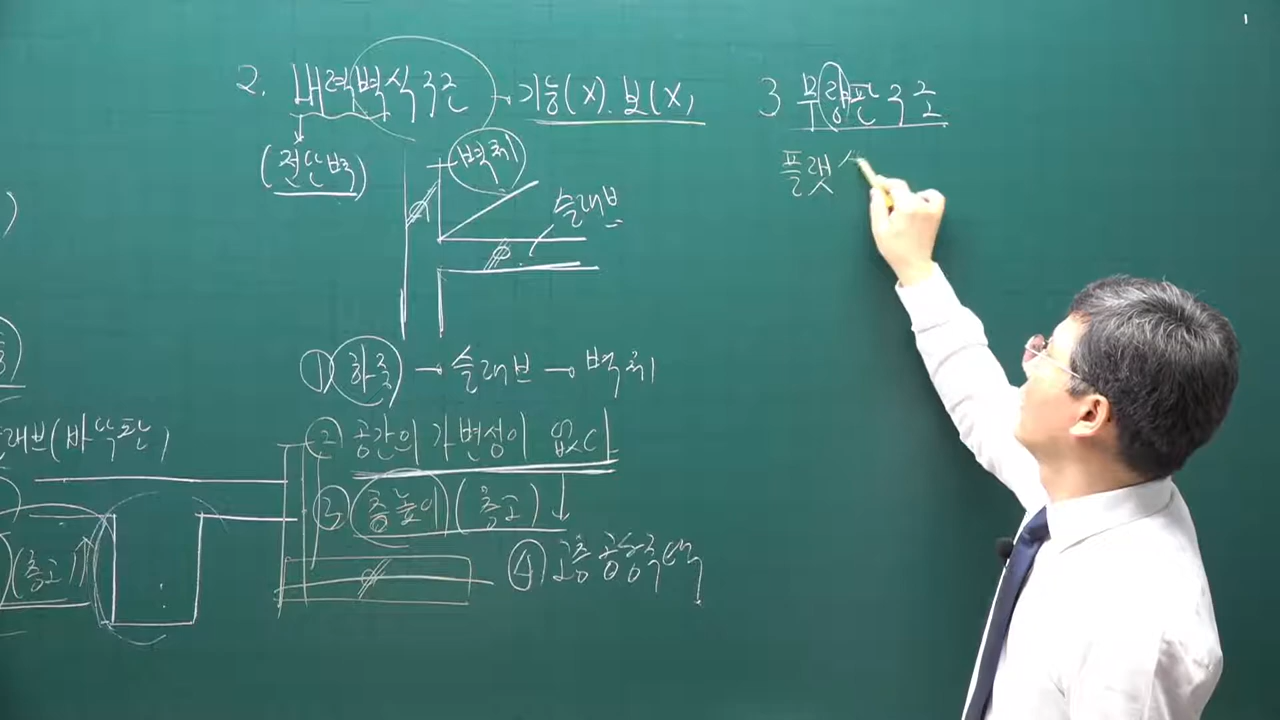 2. 내력벽식구조 → 기둥(X). 보(X)
(전단벽)
벽체
슬래브
① 하중 → 슬래브 → 벽체
② 공간의 가변성이 없다
③ 층높이(층고)↓
④ 고층 공동주택
래브(바닥판)
(층고↑)
3 무량판구조
플랫 스